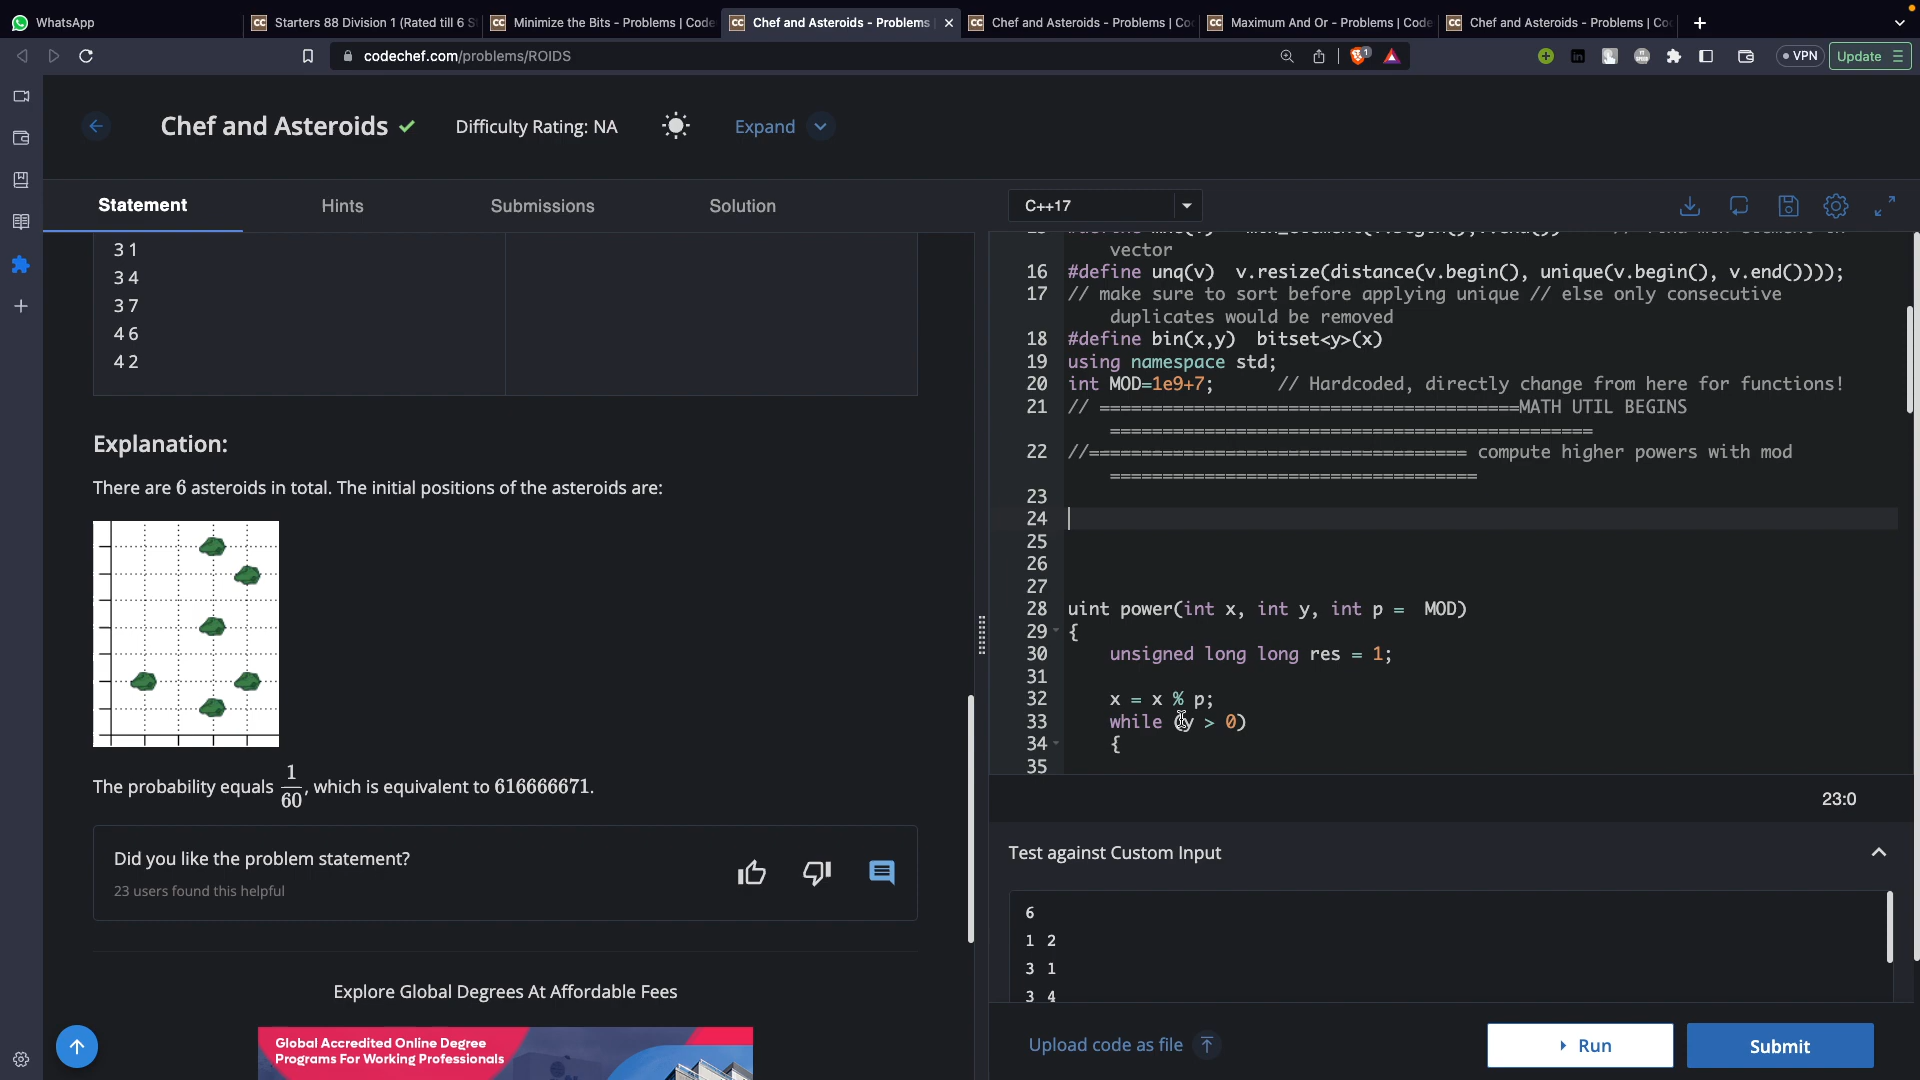 WhatsApp
CC Starters 88 Division 1 (Rated till 6 S
CC Minimize the Bits - Problems | Code
CC Chef and Asteroids - Problems
CC Chef and Asteroids - Problems | Co
CC Maximum And Or - Problems | Code
CC Chef and Asteroids - Problems | Co
codechef.com/problems/ROIDS
1
VPN
Update
Chef and Asteroids
Difficulty Rating: NA
Expand
Statement
Hints
Submissions
Solution
3 1
3 4
3 7
4 6
4 2
Explanation:
There are 6 asteroids in total. The initial positions of the asteroids are:
The probability equals 1/60, which is equivalent to 616666671.
Did you like the problem statement?
23 users found this helpful
Explore Global Degrees At Affordable Fees
Global Accredited Online Degree
Programs For Working Professionals
C++17
vector
16 #define unq(v)  v.resize(distance(v.begin(), unique(v.begin(), v.end())));
17 // make sure to sort before applying unique // else only consecutive
duplicates would be removed
18 #define bin(x,y)  bitset<y>(x)
19 using namespace std;
20 int MOD=1e9+7;      // Hardcoded, directly change from here for functions!
21 // ========================================MATH UTIL BEGINS
==============================================
22 //==================================== compute higher powers with mod
===================================
23
24
25
26
27
28 uint power(int x, int y, int p =  MOD)
29 {
30     unsigned long long res = 1;
31
32     x = x % p;
33     while (y > 0)
34     {
35
23:0
Test against Custom Input
6
1 2
3 1
3 4
Upload code as file
Run
Submit